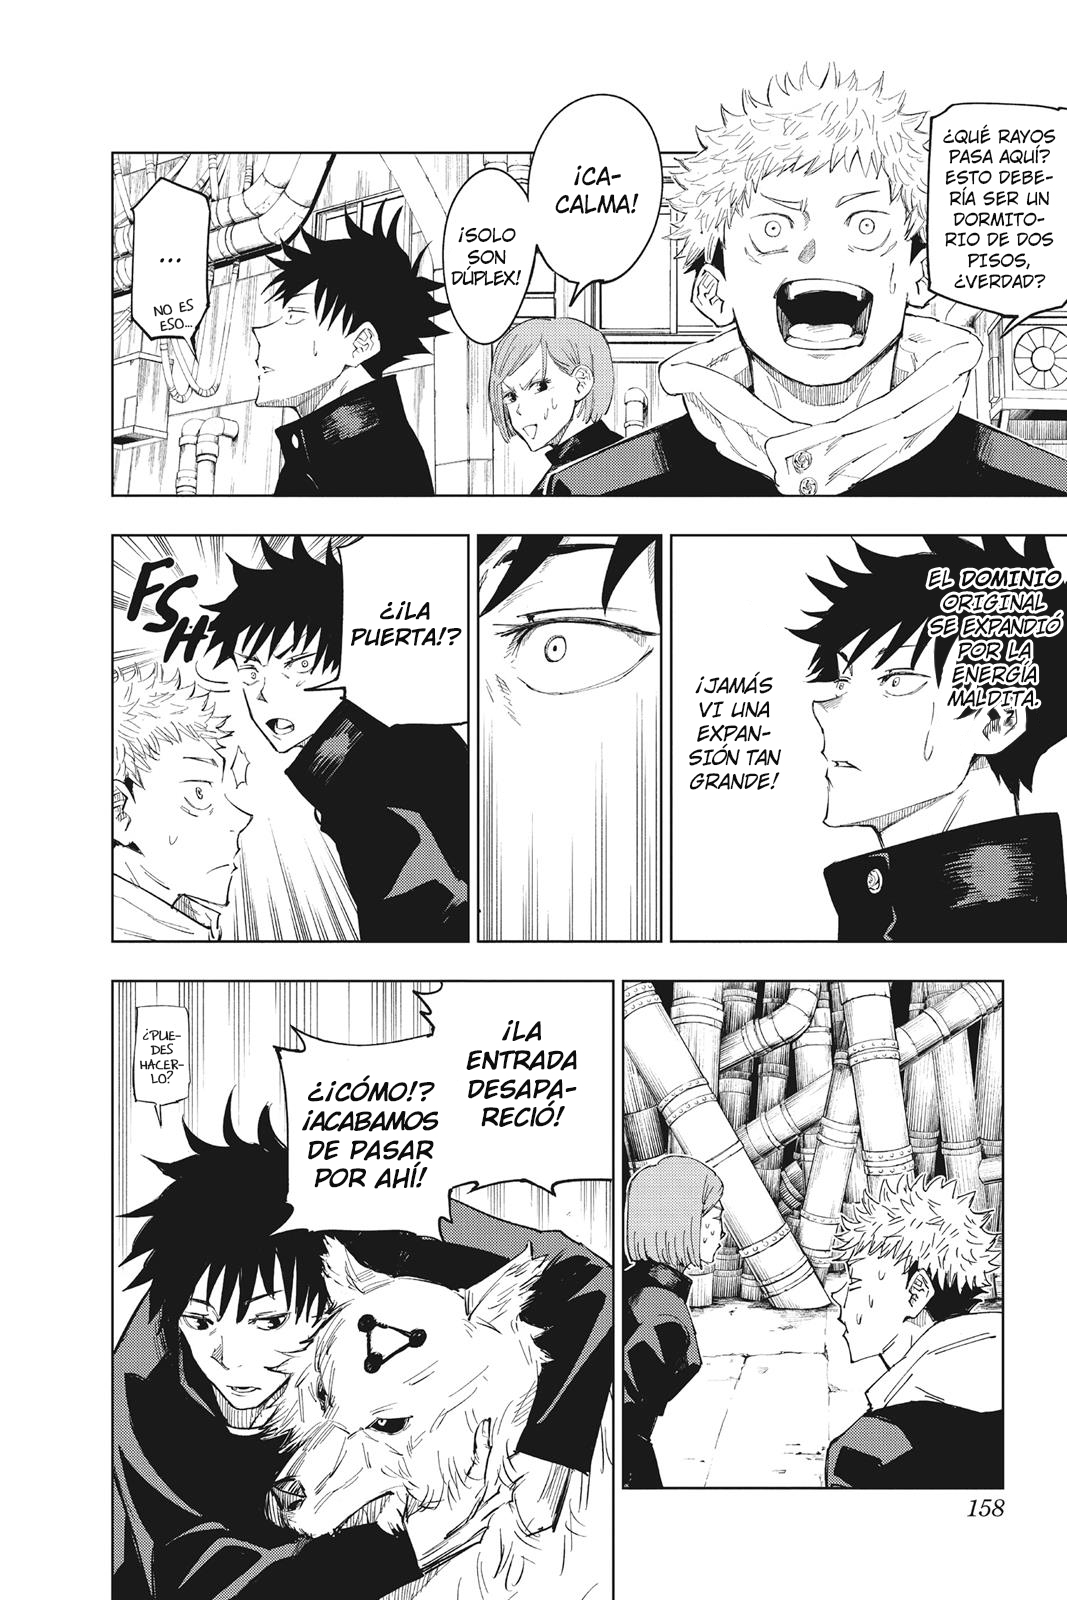 ¿QUÉ RAYOS
PASA AQUÍ?
ESTO DEBE-
RÍA SER UN
DORMITO-
RIO DE DOS
PISOS,
¿VERDAD?
¡CA-
CALMA!
¡SOLO
SON
DÚPLEX!
...
NO ES
ESO...
EL DOMINIO
ORIGINAL
SE EXPANDIÓ
POR LA
ENERGÍA
MALDITA.
¡JAMÁS
VI UNA
EXPAN-
SIÓN TAN
GRANDE!
¿¡LA
PUERTA!?
FSH
¡LA
ENTRADA
DESAPA-
RECIÓ!
¿¡CÓMO!?
¡ACABAMOS
DE PASAR
POR AHÍ!
¿PUE-
DES
HACER-
LO?
158